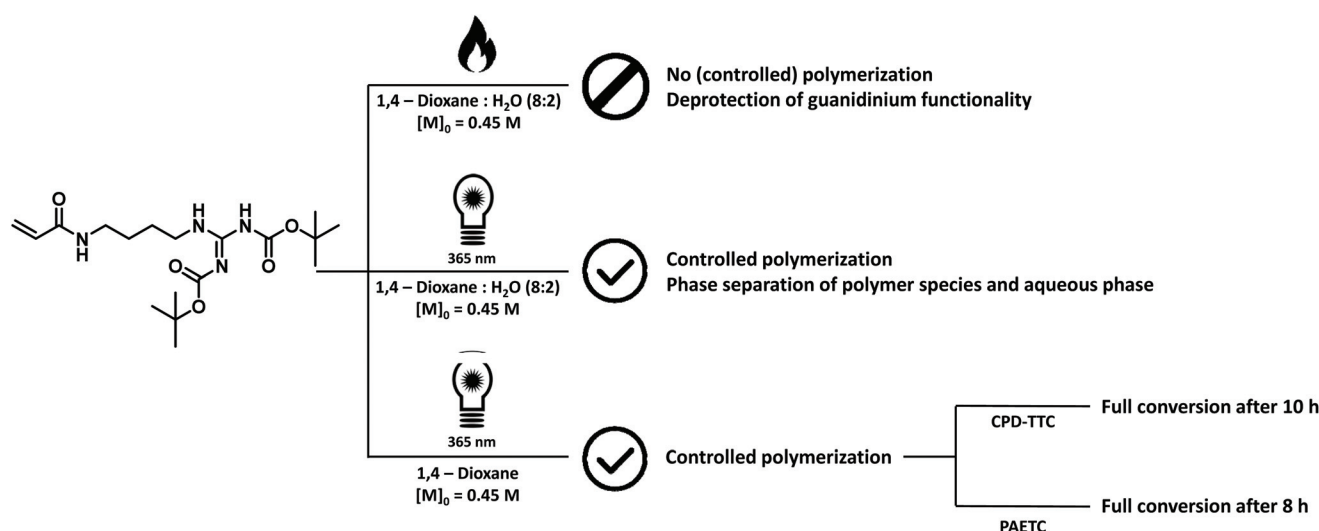 1,4 – Dioxane : H₂O (8:2)
[M]₀ = 0.45 M
No (controlled) polymerization
Deprotection of guanidinium functionality
O
N
H
H
N
N
H
N
O
O
O
N
O
365 nm
1,4 – Dioxane : H₂O (8:2)
[M]₀ = 0.45 M
Controlled polymerization
Phase separation of polymer species and aqueous phase
365 nm
1,4 – Dioxane
[M]₀ = 0.45 M
Controlled polymerization
CPD-TTC
Full conversion after 10 h
PAETC
Full conversion after 8 h